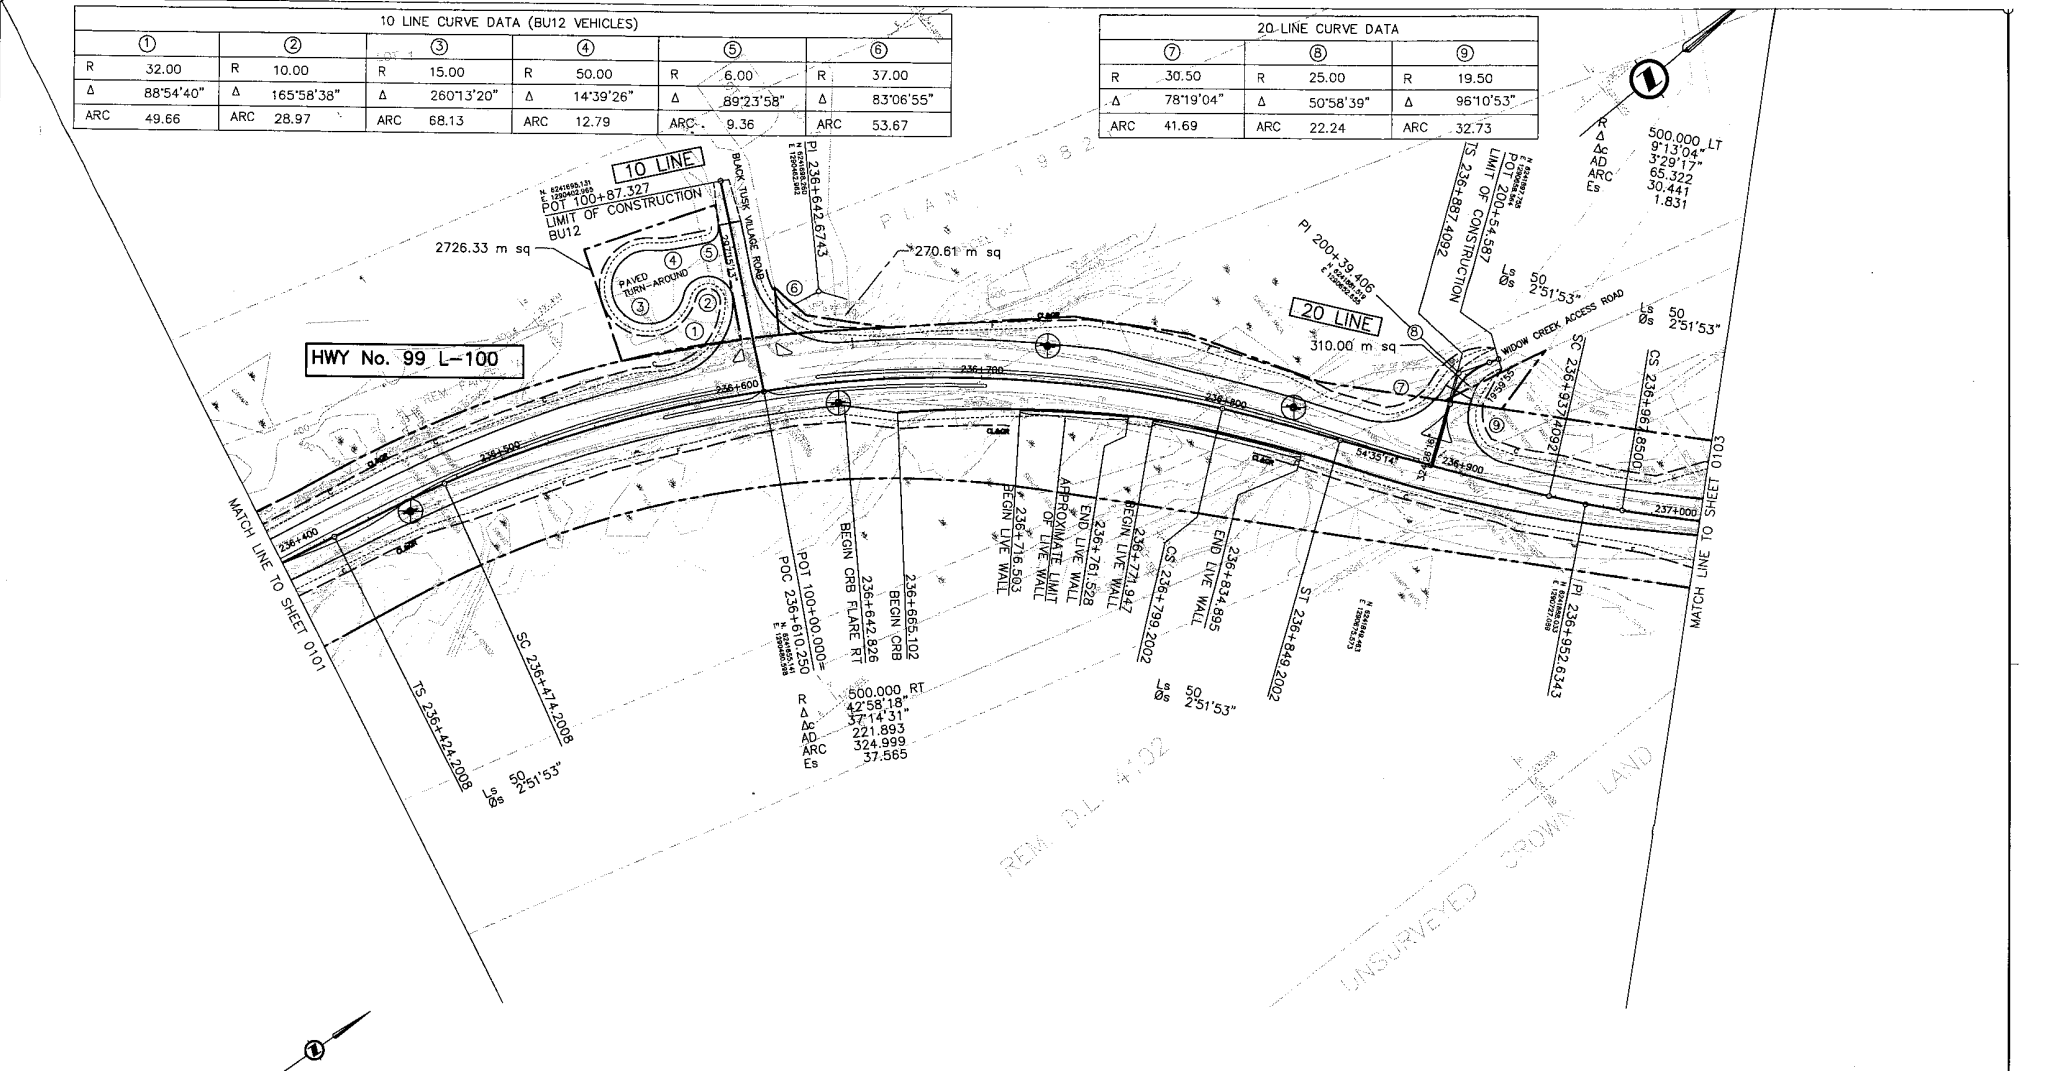 10 LINE CURVE DATA (BU12 VEHICLES)
① ② ③ ④ ⑤ ⑥
R 32.00 R 10.00 R 15.00 R 50.00 R 6.00 R 37.00
Δ 88°54'40" Δ 165°58'38" Δ 260°13'20" Δ 14°39'26" Δ 89°23'58" Δ 83°06'55"
ARC 49.66 ARC 28.97 ARC 68.13 ARC 12.79 ARC 9.36 ARC 53.67
LOT 1
20 LINE CURVE DATA
⑦ ⑧ ⑨
R 30.50 R 25.00 R 19.50
Δ 78°19'04" Δ 50°58'39" Δ 96°10'53"
ARC 41.69 ARC 22.24 ARC 32.73
R 500.000 LT
Δ 9°13'04"
Δc 3°29'17"
AD 65.322
ARC 30.441
Es 1.831
10 LINE
POT 100+87.327
LIMIT OF CONSTRUCTION
BU12
BLACK TUSK VILLAGE ROAD
PI 236+642.6743
PLAN 1982
2726.33 m sq
270.61 m sq
PAVED
TURN-AROUND
① ② ③ ④ ⑤ ⑥
HWY No. 99 L-100
PI 200+39.406
20 LINE
310.00 m sq
TS 236+887.4092
LIMIT OF CONSTRUCTION
POT 200+54.587
Ls 50
Øs 2°51'53"
WIDOW CREEK ACCESS ROAD
Ls 50
Øs 2°51'53"
SC 236+937.4092
CS 236+967.8501
⑦ ⑧ ⑨
236+400
236+500
236+600
236+700
236+800
54°35'14"
236+900
237+000
MATCH LINE TO SHEET 0101
MATCH LINE TO SHEET 0103
TS 236+424.2008
SC 236+474.2008
Ls 50
Øs 2°51'53"
POT 100+00.000=
POC 236+610.250
BEGIN CRB FLARE RT
236+642.826
BEGIN CRB
236+665.102
BEGIN LIVE WALL
236+716.503
APPROXIMATE LIMIT
OF LIVE WALL
END LIVE WALL
236+761.528
BEGIN LIVE WALL
236+771.947
CS 236+799.2002
END LIVE WALL
236+834.895
ST 236+849.2002
PI 236+952.6343
R 500.000 RT
Δ 42°58'18"
Δc 37°14'31"
AD 221.893
ARC 324.999
Es 37.565
Ls 50
Øs 2°51'53"
REM. D.L. 4102
UNSURVEYED CROWN LAND